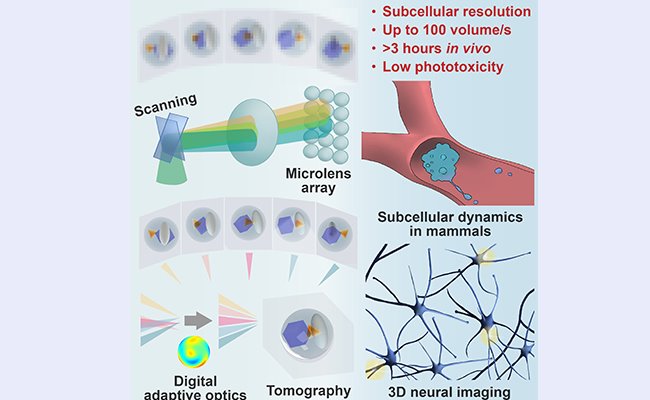 • Subcellular resolution
• Up to 100 volume/s
• >3 hours in vivo
• Low phototoxicity
Scanning
Microlens
array
Subcellular dynamics
in mammals
Digital
adaptive optics
Tomography
3D neural imaging